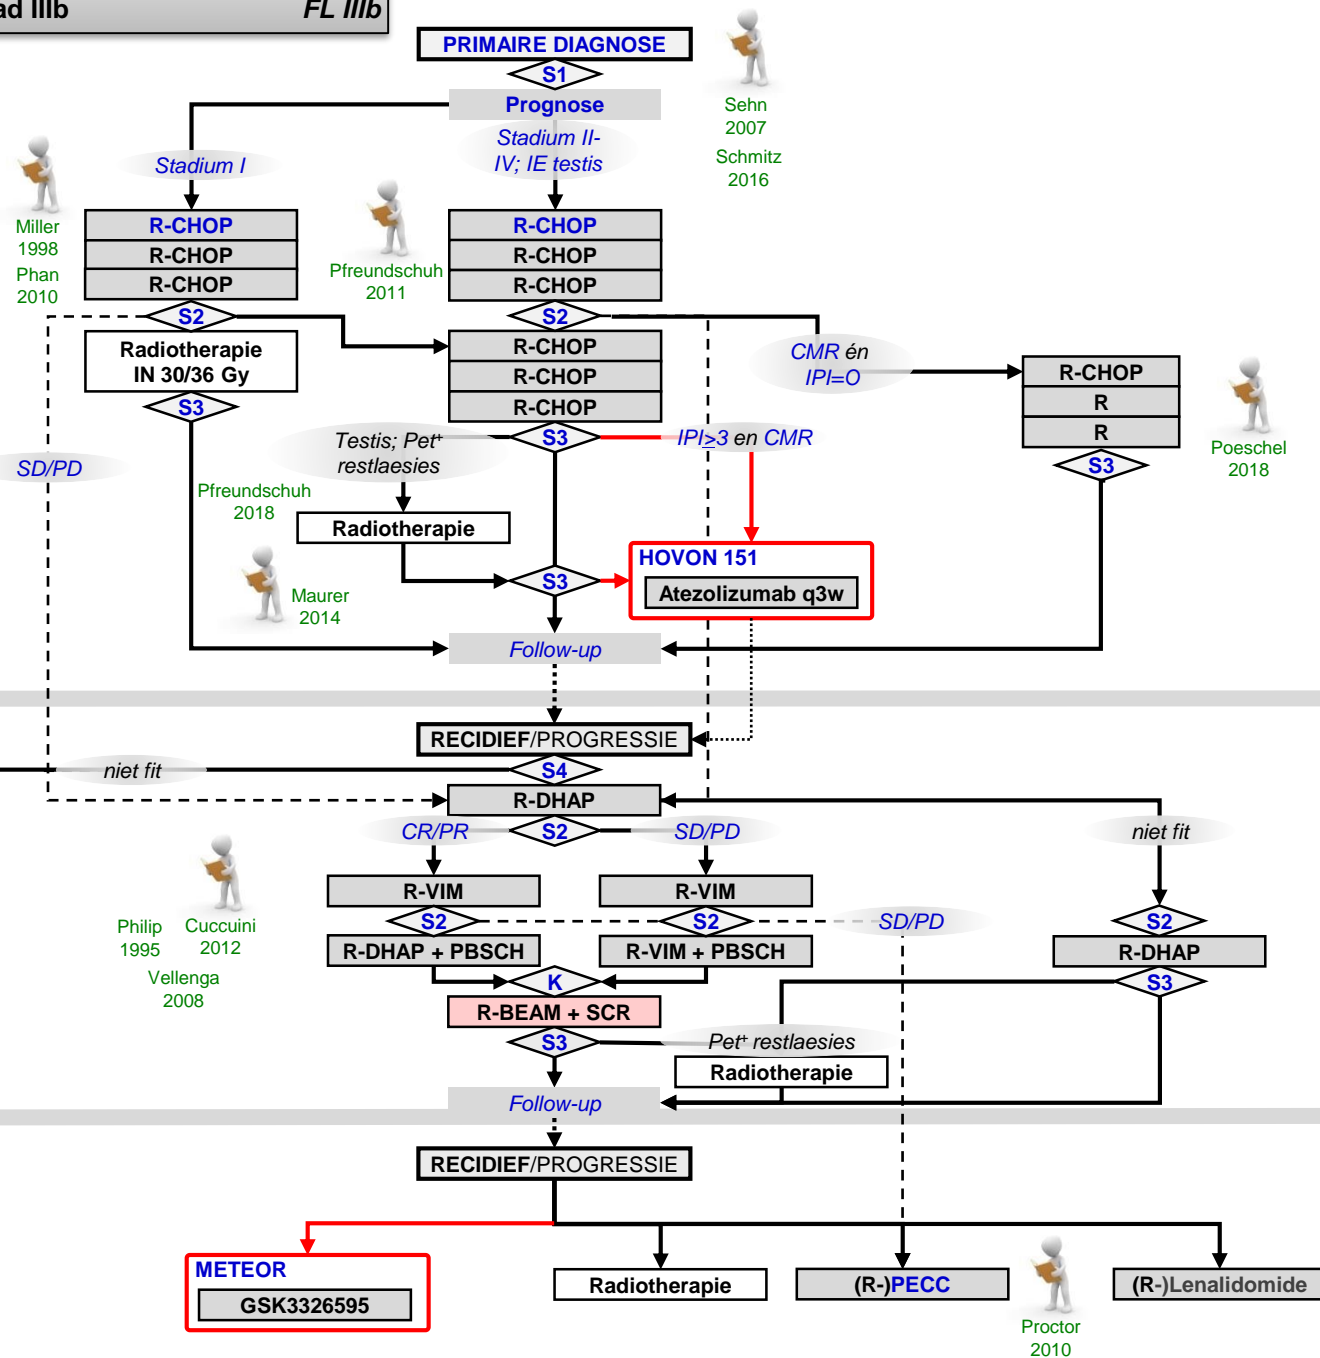 ad IIIb
FL IIIb
PRIMAIRE DIAGNOSE
S1
Prognose
Sehn
2007
Schmitz
2016
Stadium I
Stadium II-
IV; IE testis
Miller
1998
Phan
2010
R-CHOP
R-CHOP
R-CHOP
Pfreundschuh
2011
R-CHOP
R-CHOP
R-CHOP
S2
S2
Radiotherapie
IN 30/36 Gy
R-CHOP
R-CHOP
R-CHOP
CMR én
IPI=O
R-CHOP
R
R
Poeschel
2018
S3
S3
S3
SD/PD
Testis; Pet+
restlaesies
IPI>3 en CMR
Pfreundschuh
2018
Radiotherapie
HOVON 151
Atezolizumab q3w
S3
Maurer
2014
Follow-up
RECIDIEF/PROGRESSIE
niet fit
S4
R-DHAP
CR/PR
S2
SD/PD
niet fit
R-VIM
R-VIM
S2
S2
SD/PD
S2
Philip
1995
Cuccuini
2012
Vellenga
2008
R-DHAP + PBSCH
R-VIM + PBSCH
R-DHAP
K
S3
R-BEAM + SCR
S3
Pet+ restlaesies
Radiotherapie
Follow-up
RECIDIEF/PROGRESSIE
METEOR
GSK3326595
Radiotherapie
(R-)PECC
(R-)Lenalidomide
Proctor
2010